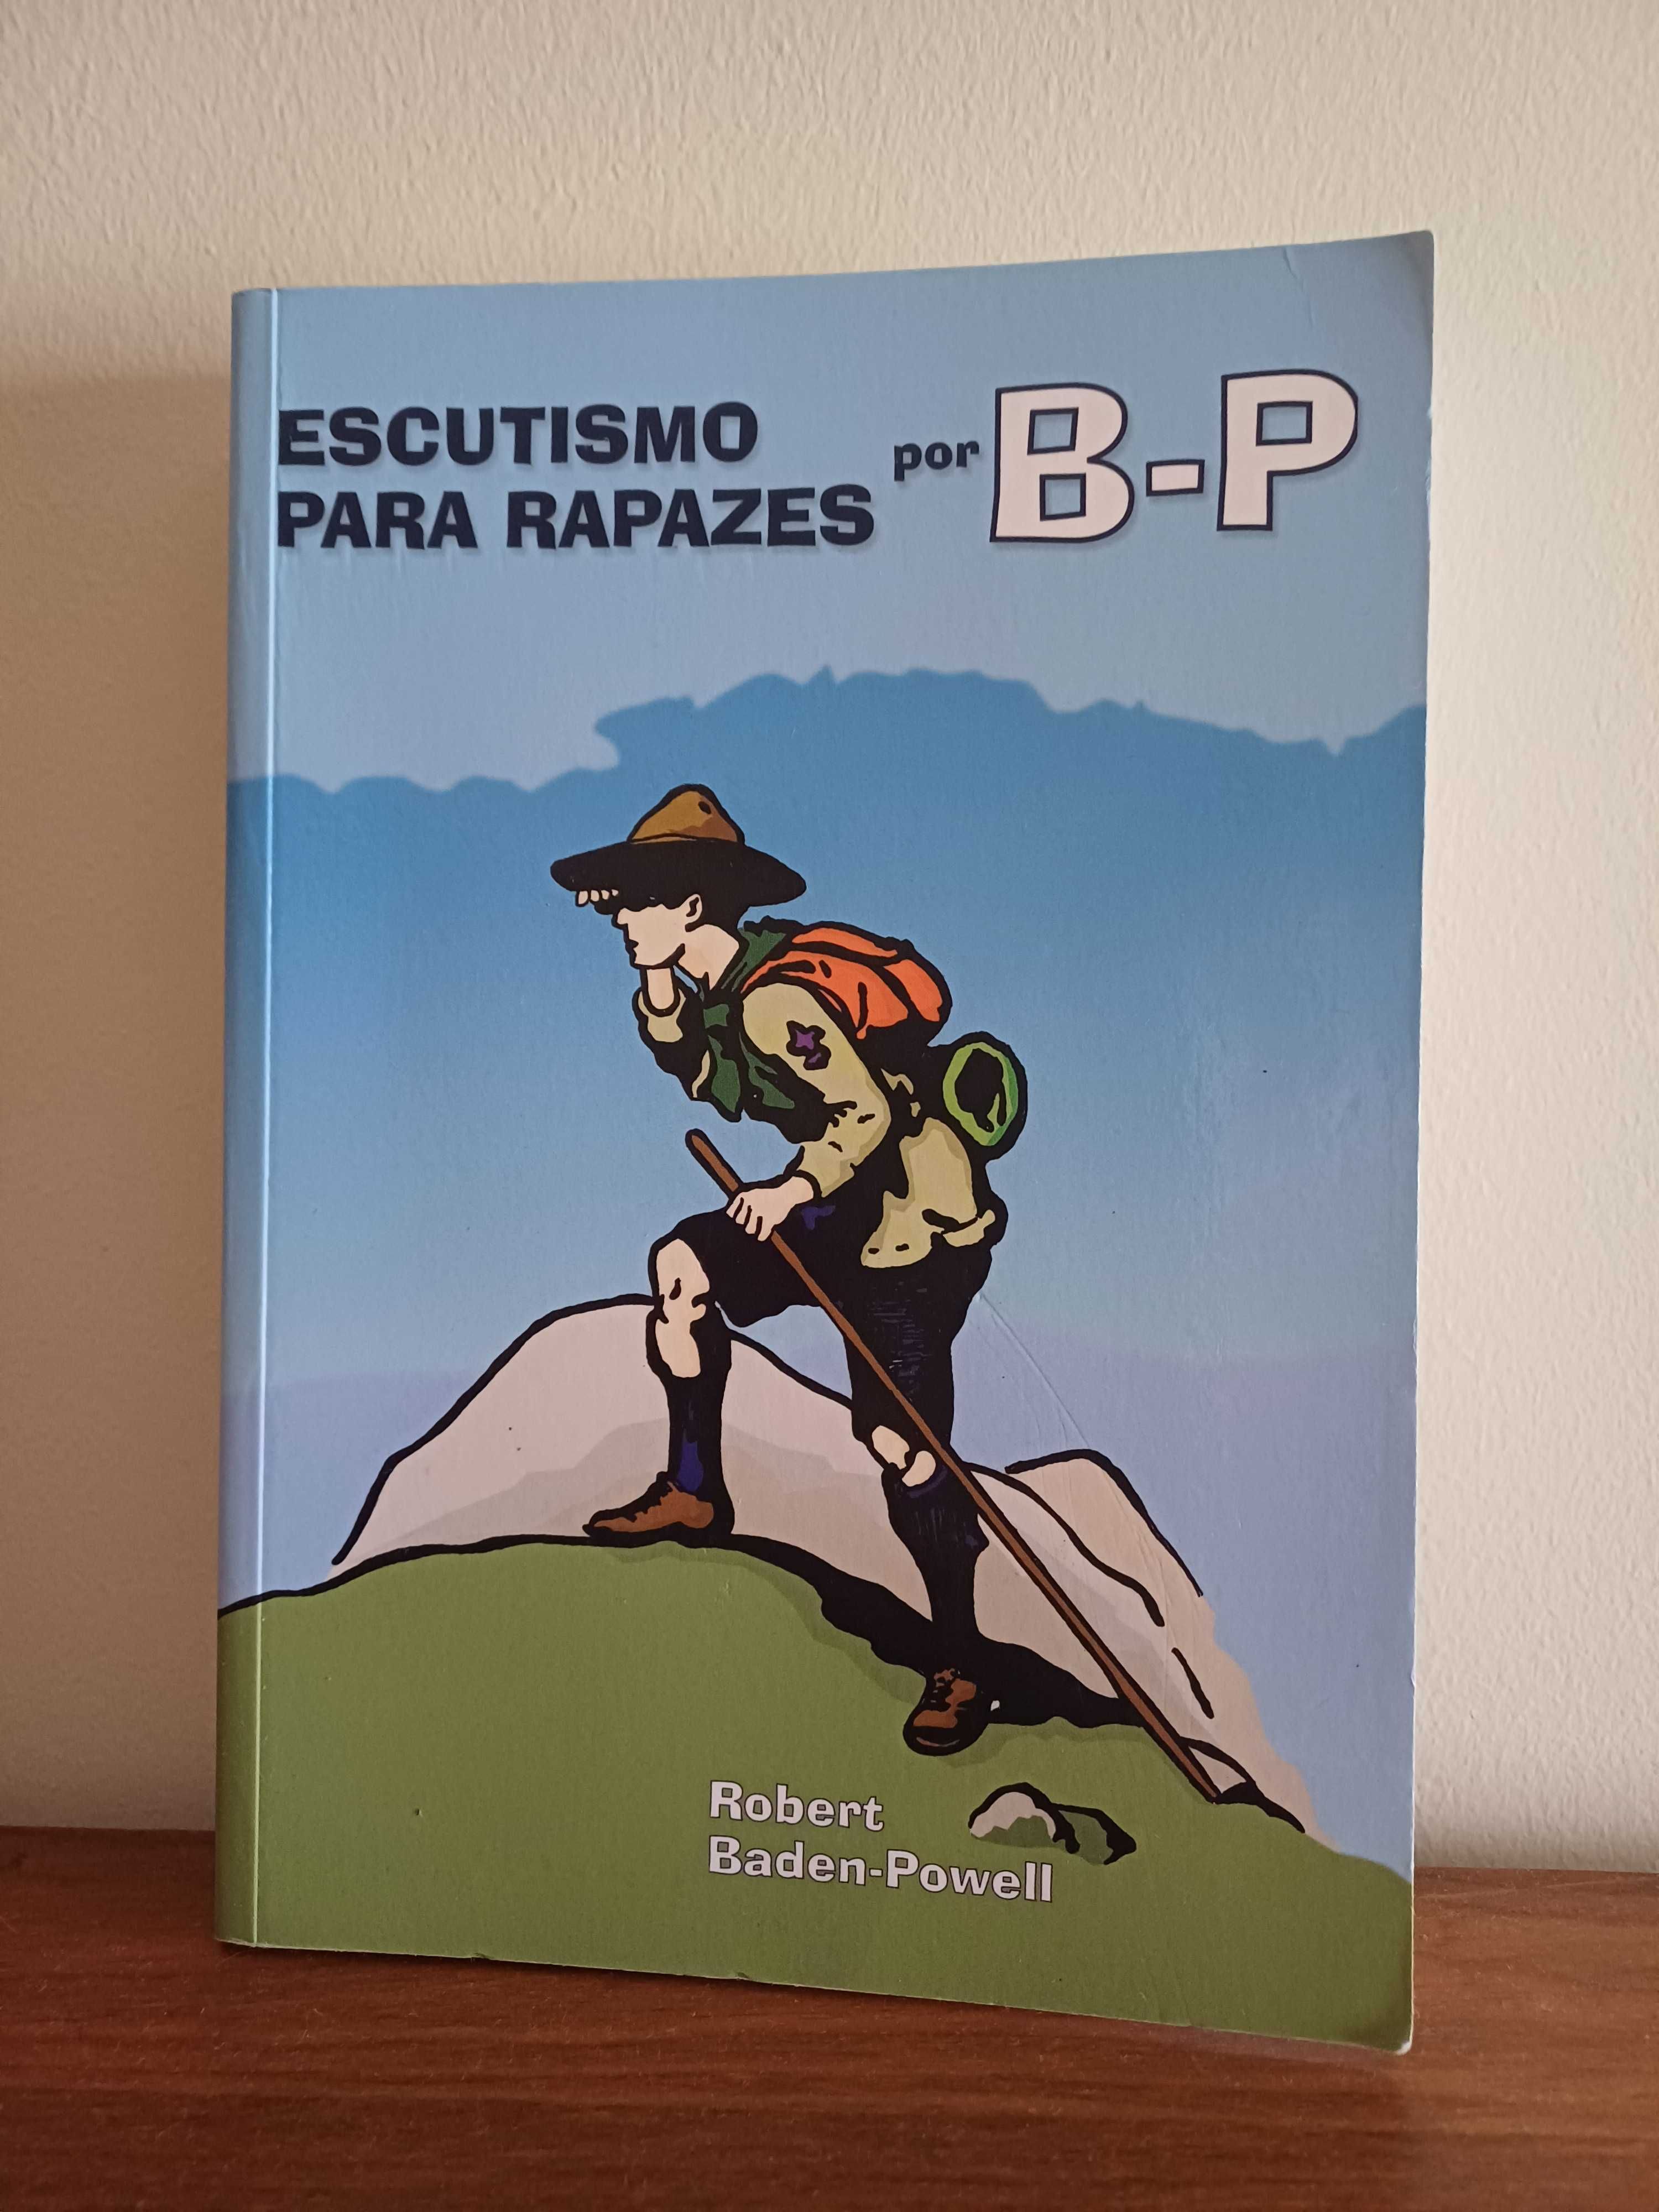 ESCUTISMO
PARA RAPAZES
por B-P
Robert
Baden-Powell